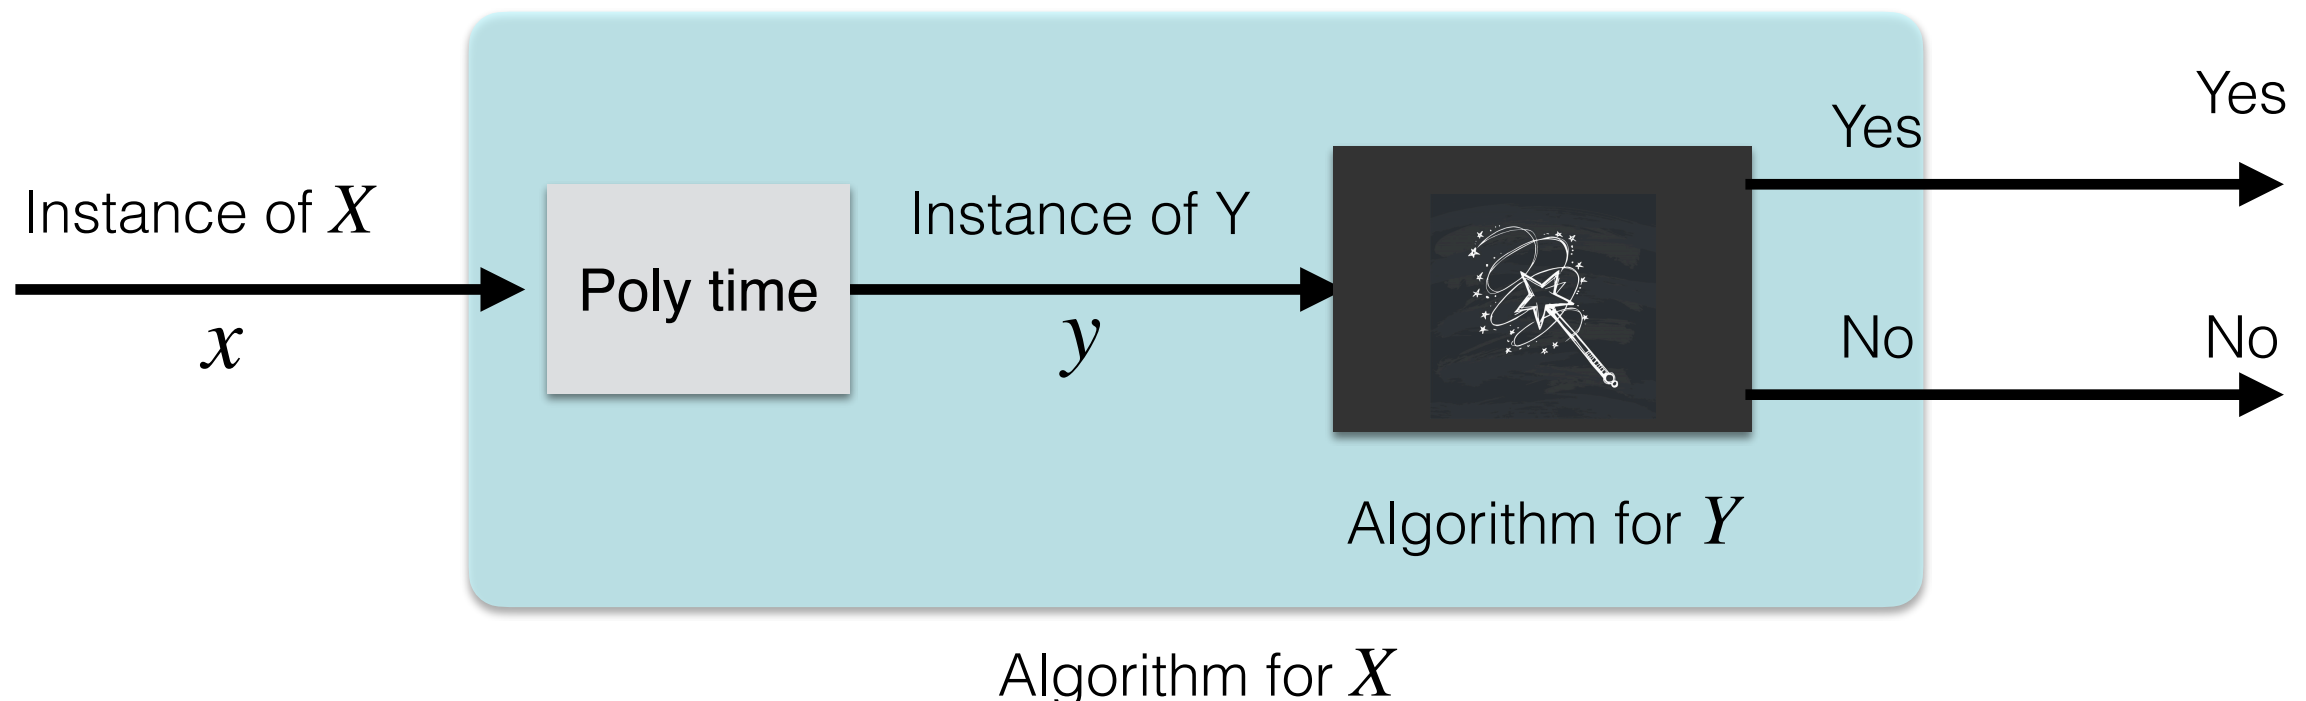 Instance of X
x
Poly time
Instance of Y
y
Yes
No
Yes
No
Algorithm for Y
Algorithm for X